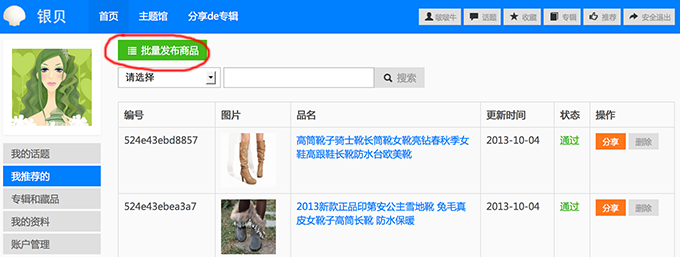 银贝 首页 主题馆 分享de专辑 啵啵牛 话题 收藏 专辑 推荐 安全退出
批量发布商品
请选择 搜索
编号 图片 品名 更新时间 状态 操作
524e43ebd8857 高筒靴子骑士靴长筒靴女靴亮钻春秋季女 2013-10-04 通过 分享 删除
鞋高跟鞋长靴防水台欧美靴
我的话题
我推荐的
专辑和藏品
524e43ebea3a7 2013新款正品印第安公主雪地靴 兔毛真 2013-10-04 通过 分享 删除
皮女靴子高筒长靴 防水保暖
我的资料
账户管理